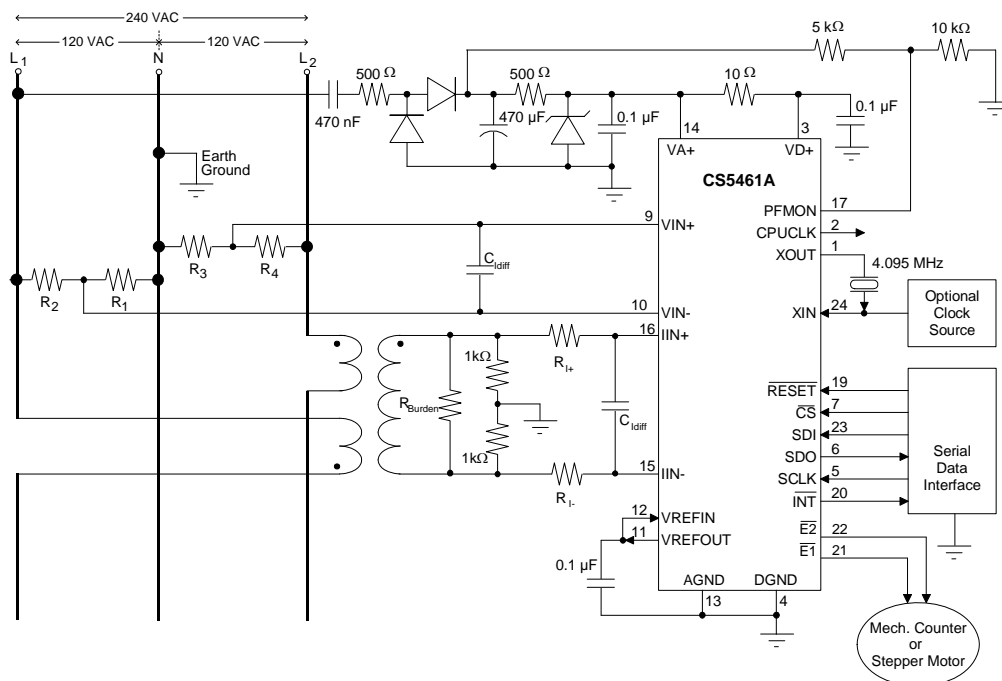 240 VAC
120 VAC
120 VAC
L1
N
L2
5 kΩ
10 kΩ
500 Ω
500 Ω
10 Ω
470 nF
470 µF
0.1 µF
0.1 µF
14
VA+
3
VD+
Earth
Ground
CS5461A
PFMON
17
CPUCLK
2
XOUT
1
4.095 MHz
XIN
24
Optional
Clock
Source
9
VIN+
R3
R4
CIdiff
R2
R1
10
VIN-
16
IIN+
RI+
1kΩ
RBurden
CIdiff
1kΩ
RI-
15
IIN-
RESET
19
CS
7
SDI
23
SDO
6
SCLK
5
INT
20
Serial
Data
Interface
12
VREFIN
11
VREFOUT
E2
22
E1
21
0.1 µF
AGND
13
DGND
4
Mech. Counter
or
Stepper Motor